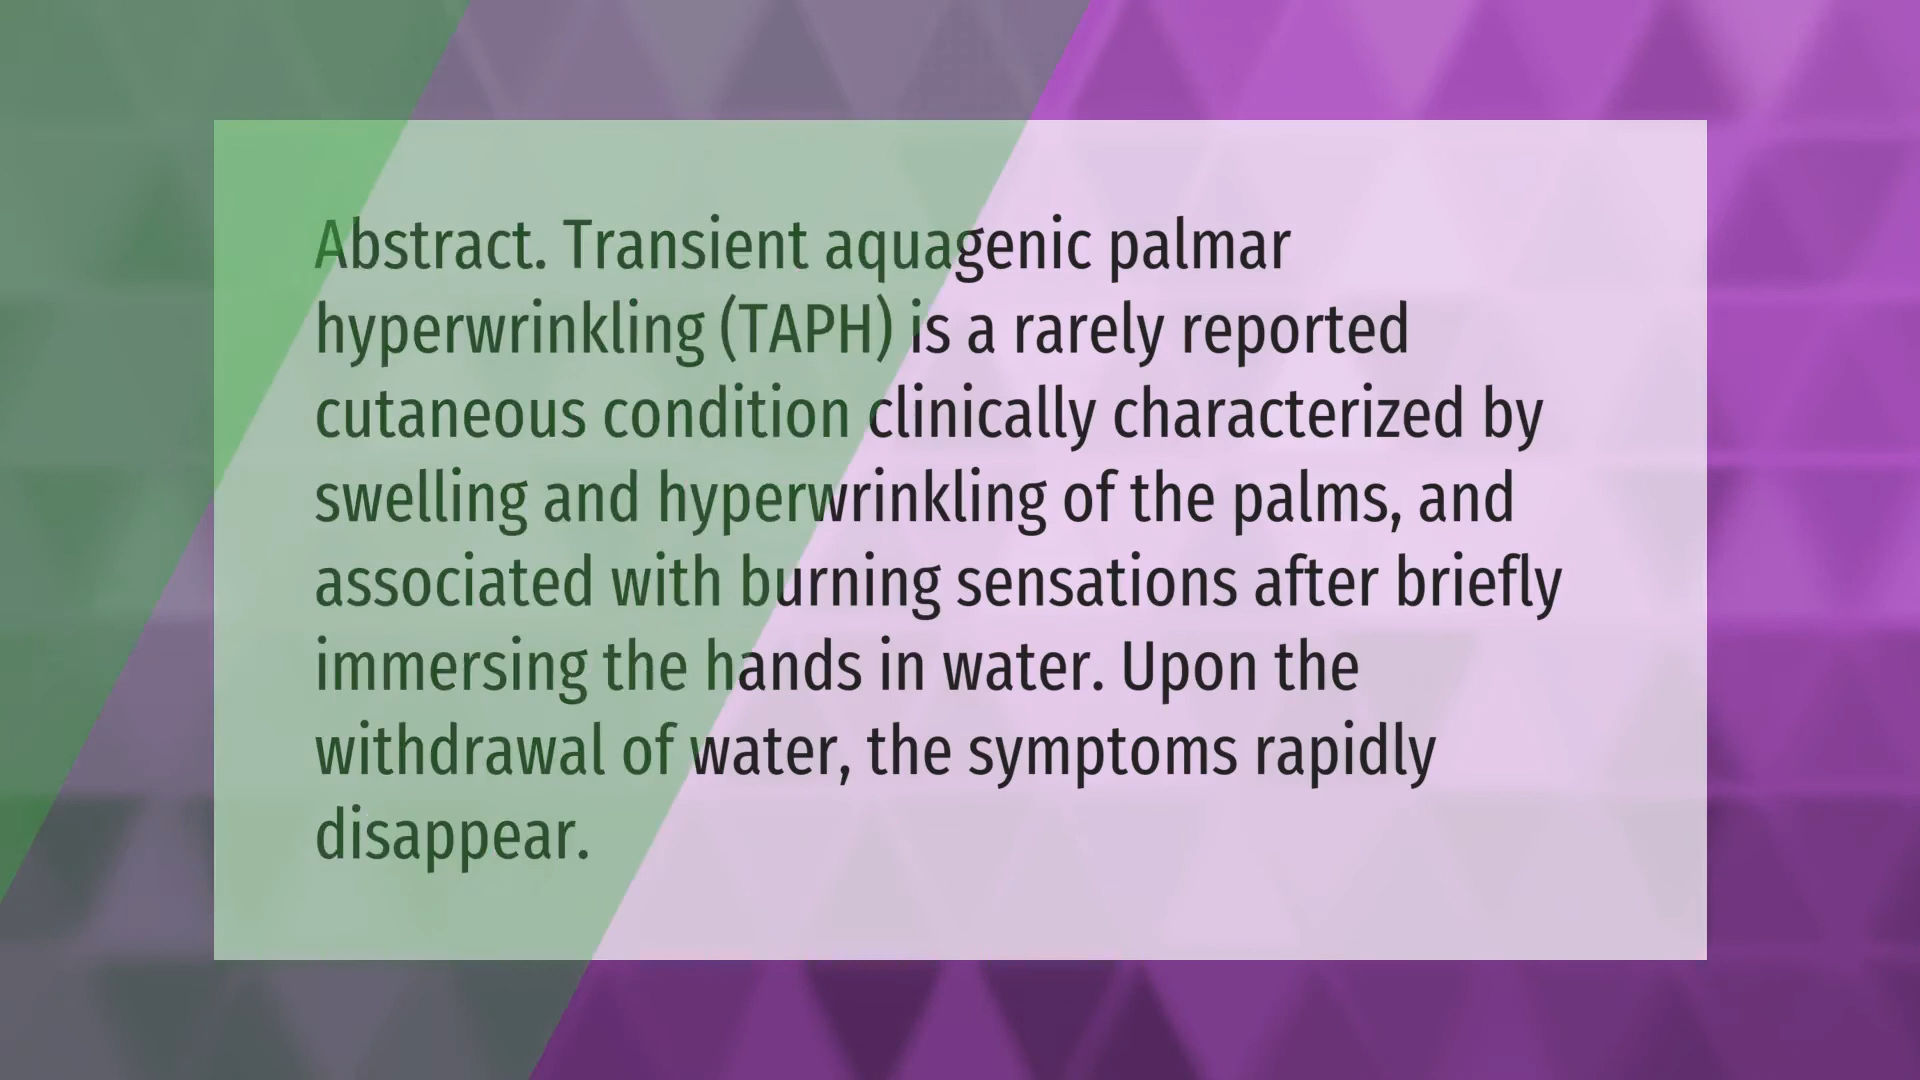 Abstract. Transient aquagenic palmar
hyperwrinkling (TAPH) is a rarely reported
cutaneous condition clinically characterized by
swelling and hyperwrinkling of the palms, and
associated with burning sensations after briefly
immersing the hands in water. Upon the
withdrawal of water, the symptoms rapidly
disappear.